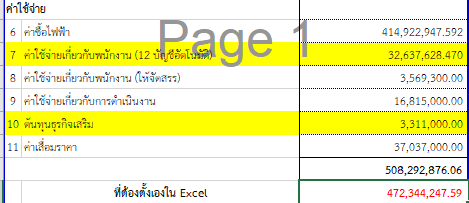 ค่าใช้จ่าย
6 ค่าซื้อไฟฟ้า 414,922,947.592
7 ค่าใช้จ่ายเกี่ยวกับพนักงาน (12 บัญชีอัตโนมัติ) 32,637,628.470
8 ค่าใช้จ่ายเกี่ยวกับพนักงาน (ให้จัดสรร) 3,569,300.00
9 ค่าใช้จ่ายเกี่ยวกับการดำเนินงาน 16,815,000.00
10 ต้นทุนธุรกิจเสริม 3,311,000.00
11 ค่าเสื่อมราคา 37,037,000.00
508,292,876.06
ที่ต้องตั้งเองใน Excel 472,344,247.59
Page 1